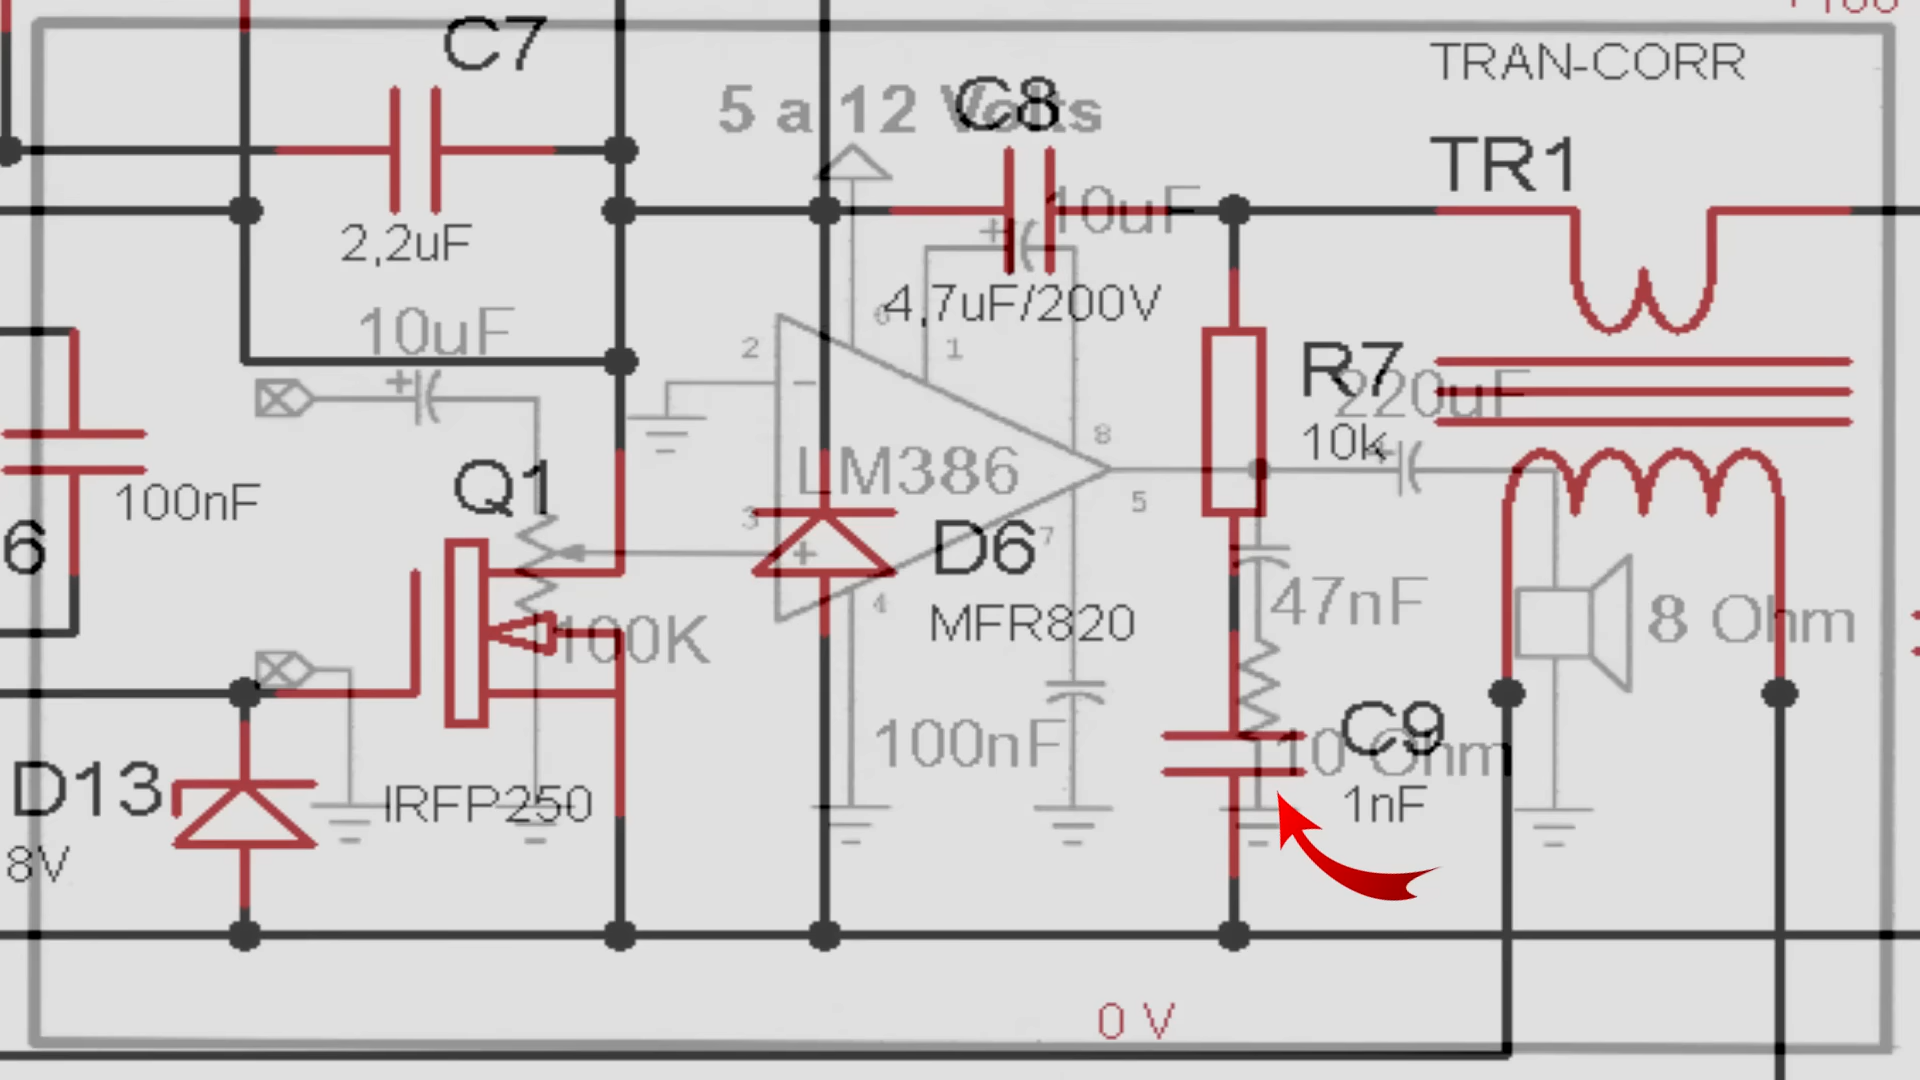 C7
TRAN-CORR
5 a 12 Volts
C8
TR1
10uF
2,2uF
4,7uF/200V
10uF
6
2
1
R7
220uF
10k
8
LM386
Q1
100nF
5
3
D6
7
6
47nF
4
MFR820
8 Ohm
100K
100nF
C9
10 Ohm
D13
IRFP250
1nF
8V
0 V